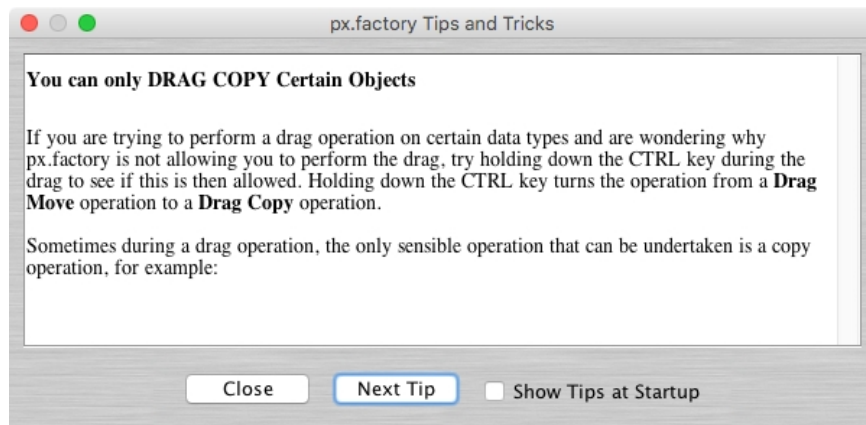 px.factory Tips and Tricks
You can only DRAG COPY Certain Objects
If you are trying to perform a drag operation on certain data types and are wondering why
px.factory is not allowing you to perform the drag, try holding down the CTRL key during the
drag to see if this is then allowed. Holding down the CTRL key turns the operation from a Drag
Move operation to a Drag Copy operation.
Sometimes during a drag operation, the only sensible operation that can be undertaken is a copy
operation, for example:
Close
Next Tip
Show Tips at Startup